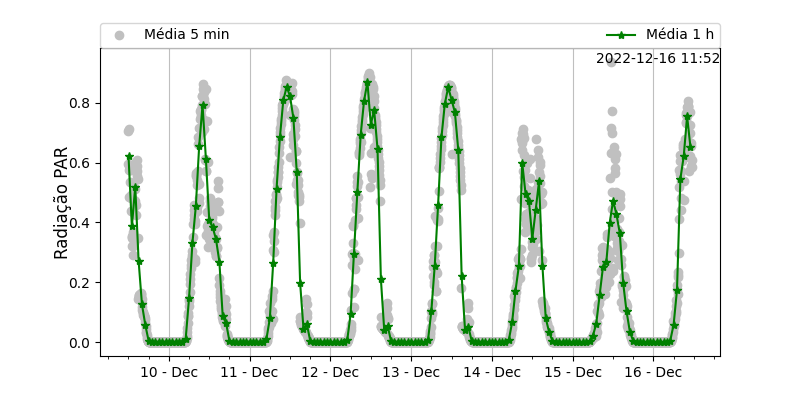 Média 5 min
Média 1 h
2022-12-16 11:52
Radiação PAR
0.8
0.6
0.4
0.2
0.0
10 - Dec
11 - Dec
12 - Dec
13 - Dec
14 - Dec
15 - Dec
16 - Dec